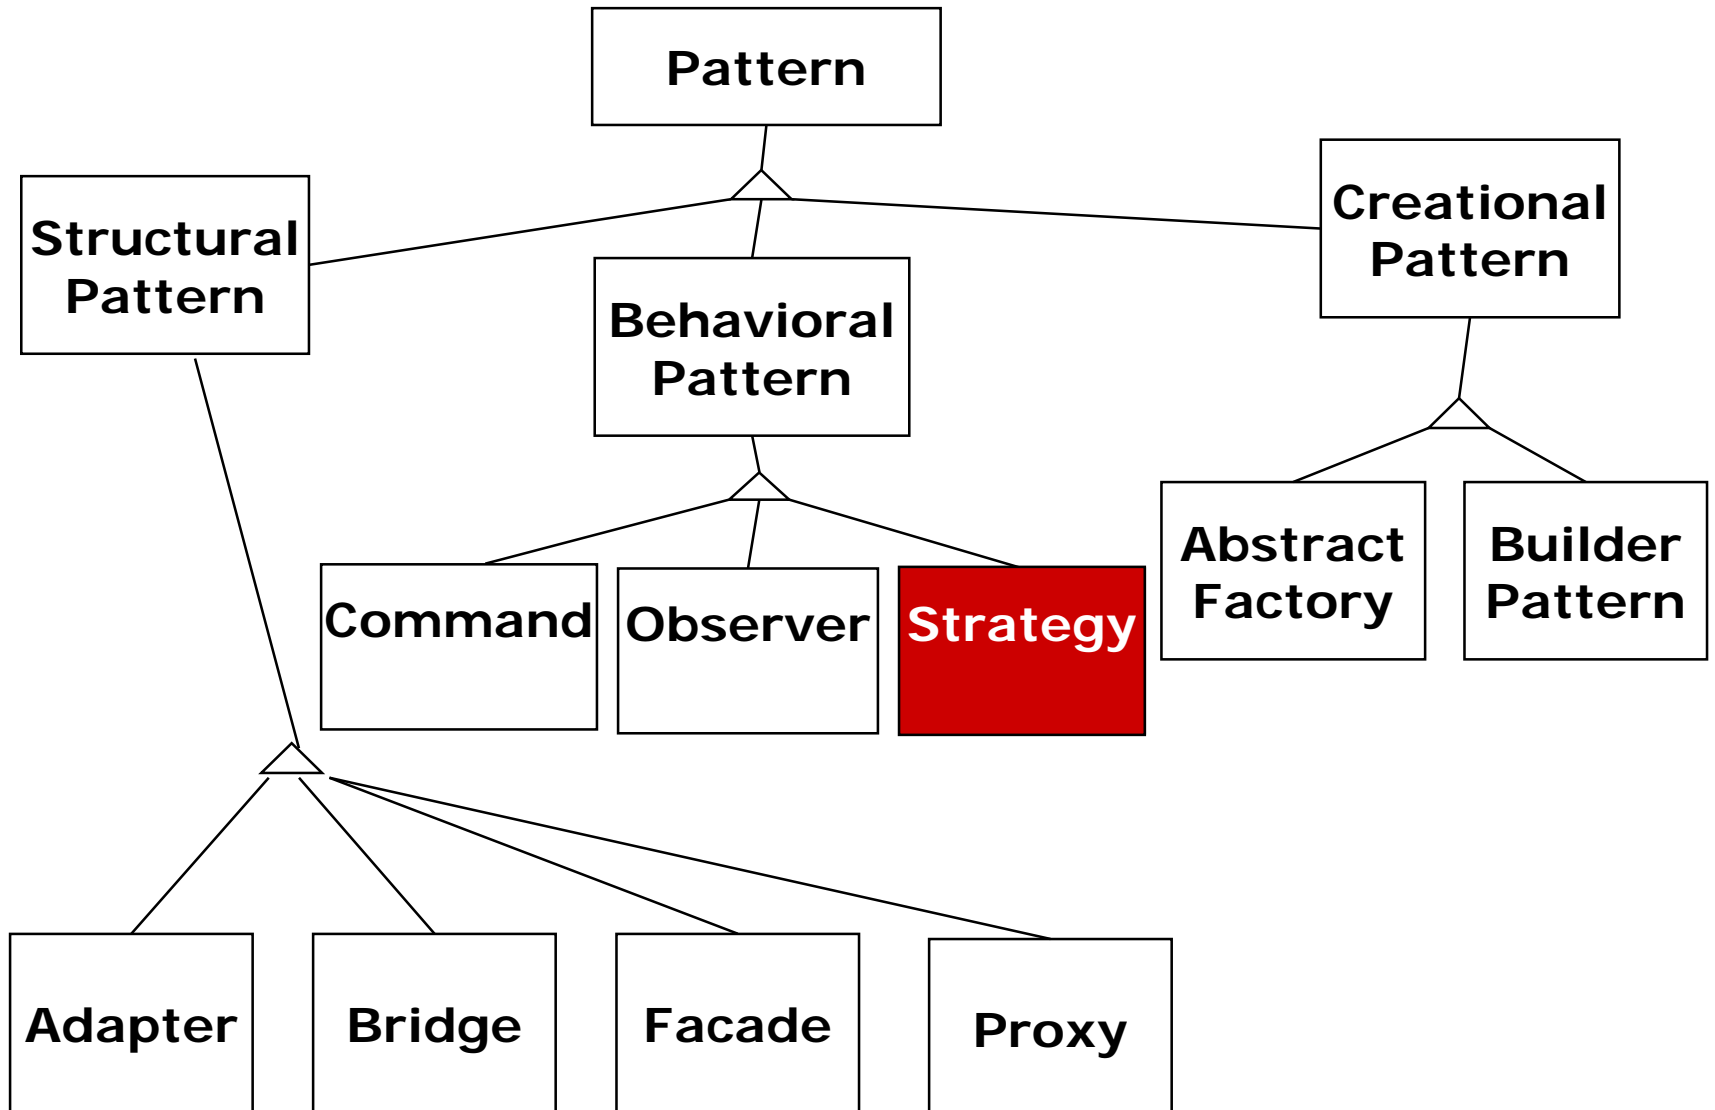 Pattern
Structural
Pattern
Behavioral
Pattern
Creational
Pattern
Command
Observer
Strategy
Abstract
Factory
Builder
Pattern
Adapter
Bridge
Facade
Proxy